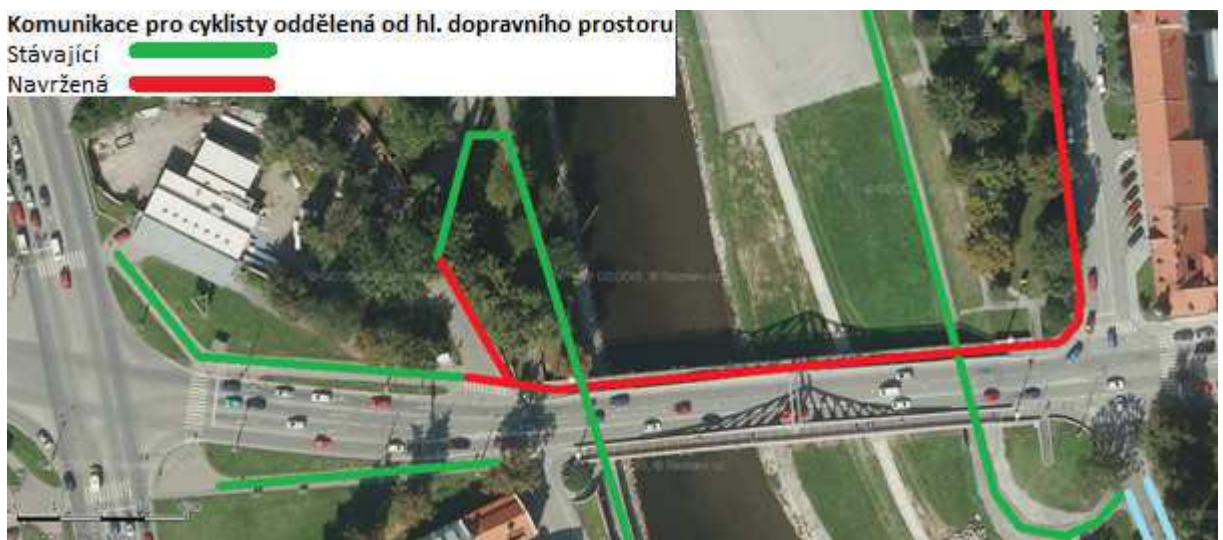 Komunikace pro cyklisty oddělená od hl. dopravního prostoru
Stávající
Navržená